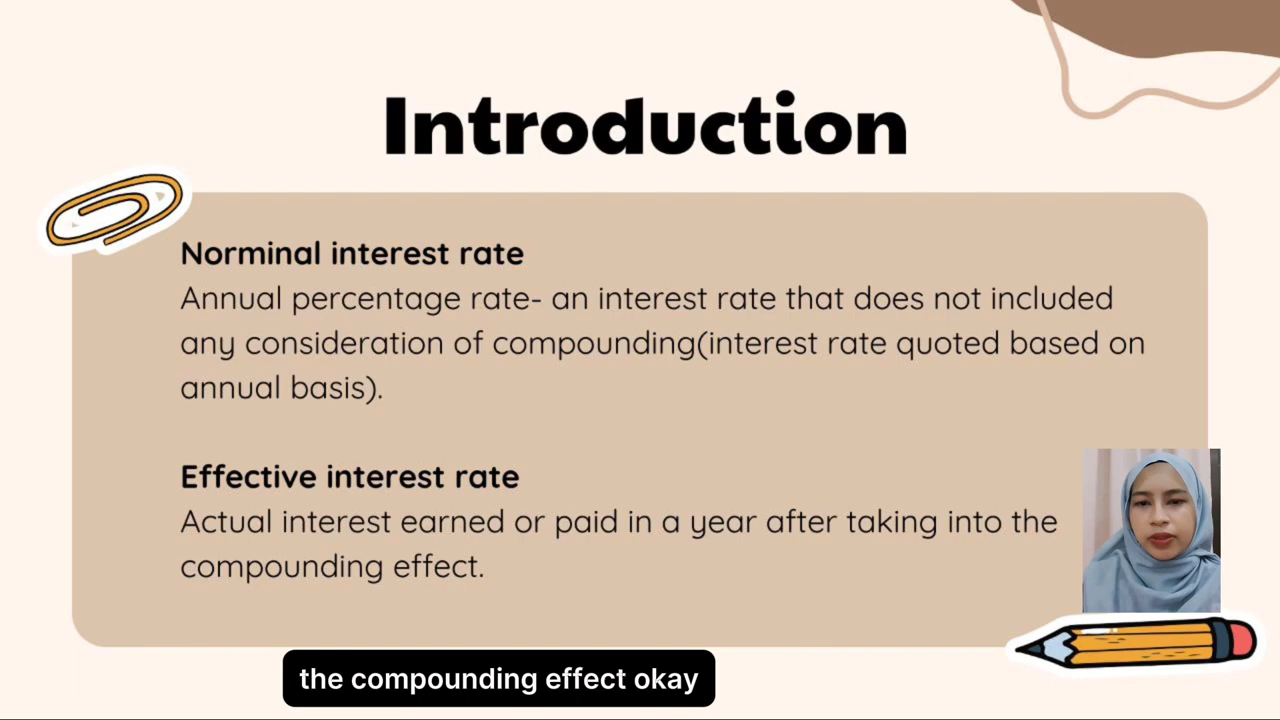 Introduction
Norminal interest rate
Annual percentage rate- an interest rate that does not included
any consideration of compounding(interest rate quoted based on
annual basis).
Effective interest rate
Actual interest earned or paid in a year after taking into the
compounding effect.
the compounding effect okay